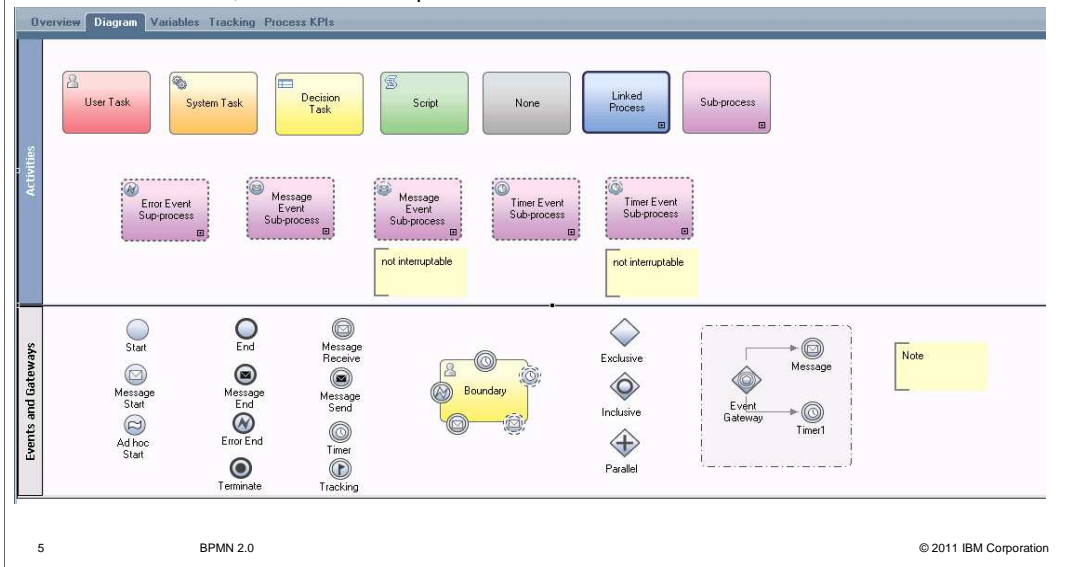 Overview Diagram Variables Tracking Process KPIs
Activities
User Task
System Task
Decision
Task
Script
None
Linked
Process
Sub-process
Error Event
Sub-process
Message
Event
Sub-process
Message
Event
Sub-process
Timer Event
Sub-process
Timer Event
Sub-process
not interruptable
not interruptable
Events and Gateways
Start
Message
Start
Ad hoc
Start
End
Message
End
Error End
Terminate
Message
Receive
Message
Send
Timer
Tracking
Boundary
Exclusive
Inclusive
Parallel
Event
Gateway
Message
Timer1
Note
5 BPMN 2.0 © 2011 IBM Corporation